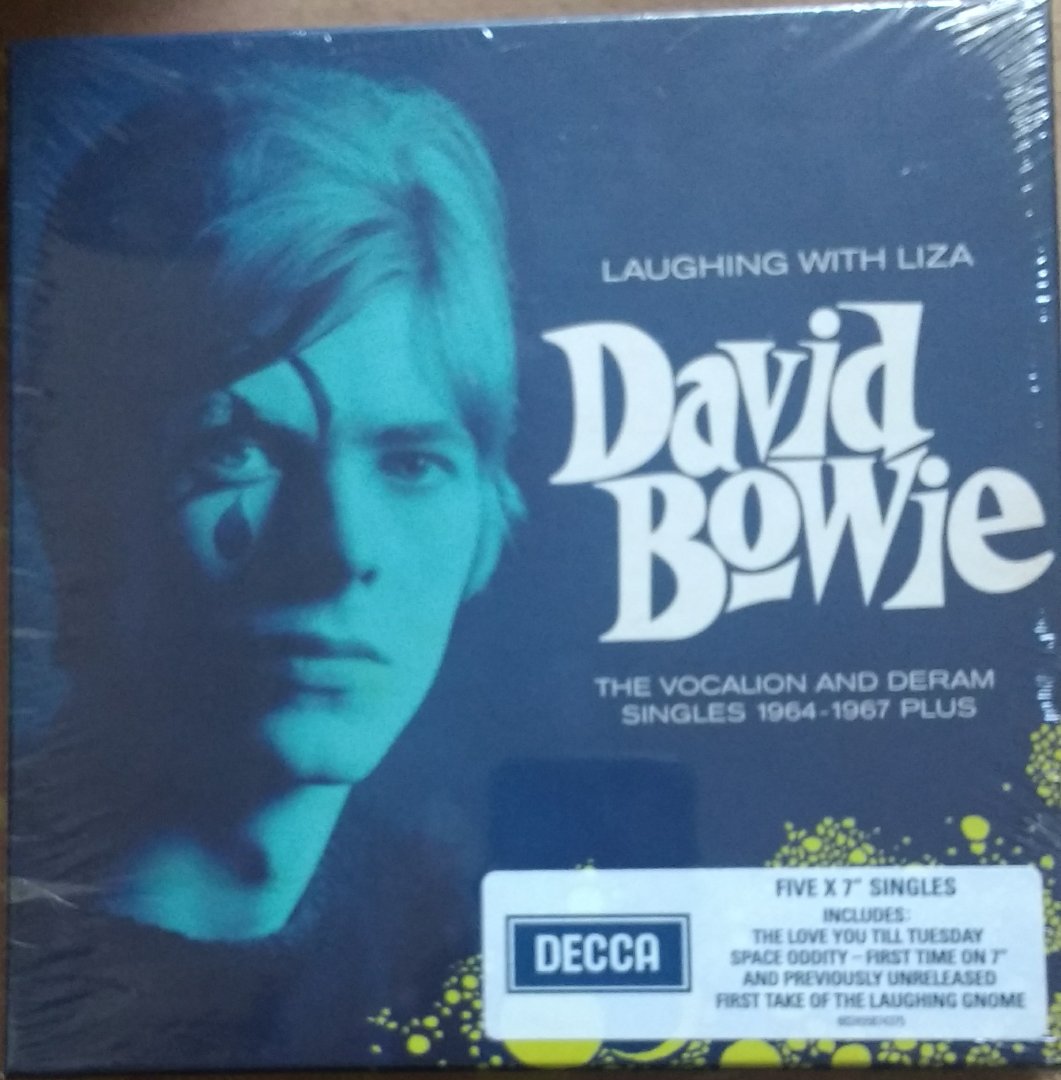 LAUGHING WITH LIZA
David
Bowie
THE VOCALION AND DERAM
SINGLES 1964-1967 PLUS
DECCA
FIVE X 7" SINGLES
INCLUDES:
THE LOVE YOU TILL TUESDAY
SPACE ODDITY – FIRST TIME ON 7"
AND PREVIOUSLY UNRELEASED
FIRST TAKE OF THE LAUGHING GNOME